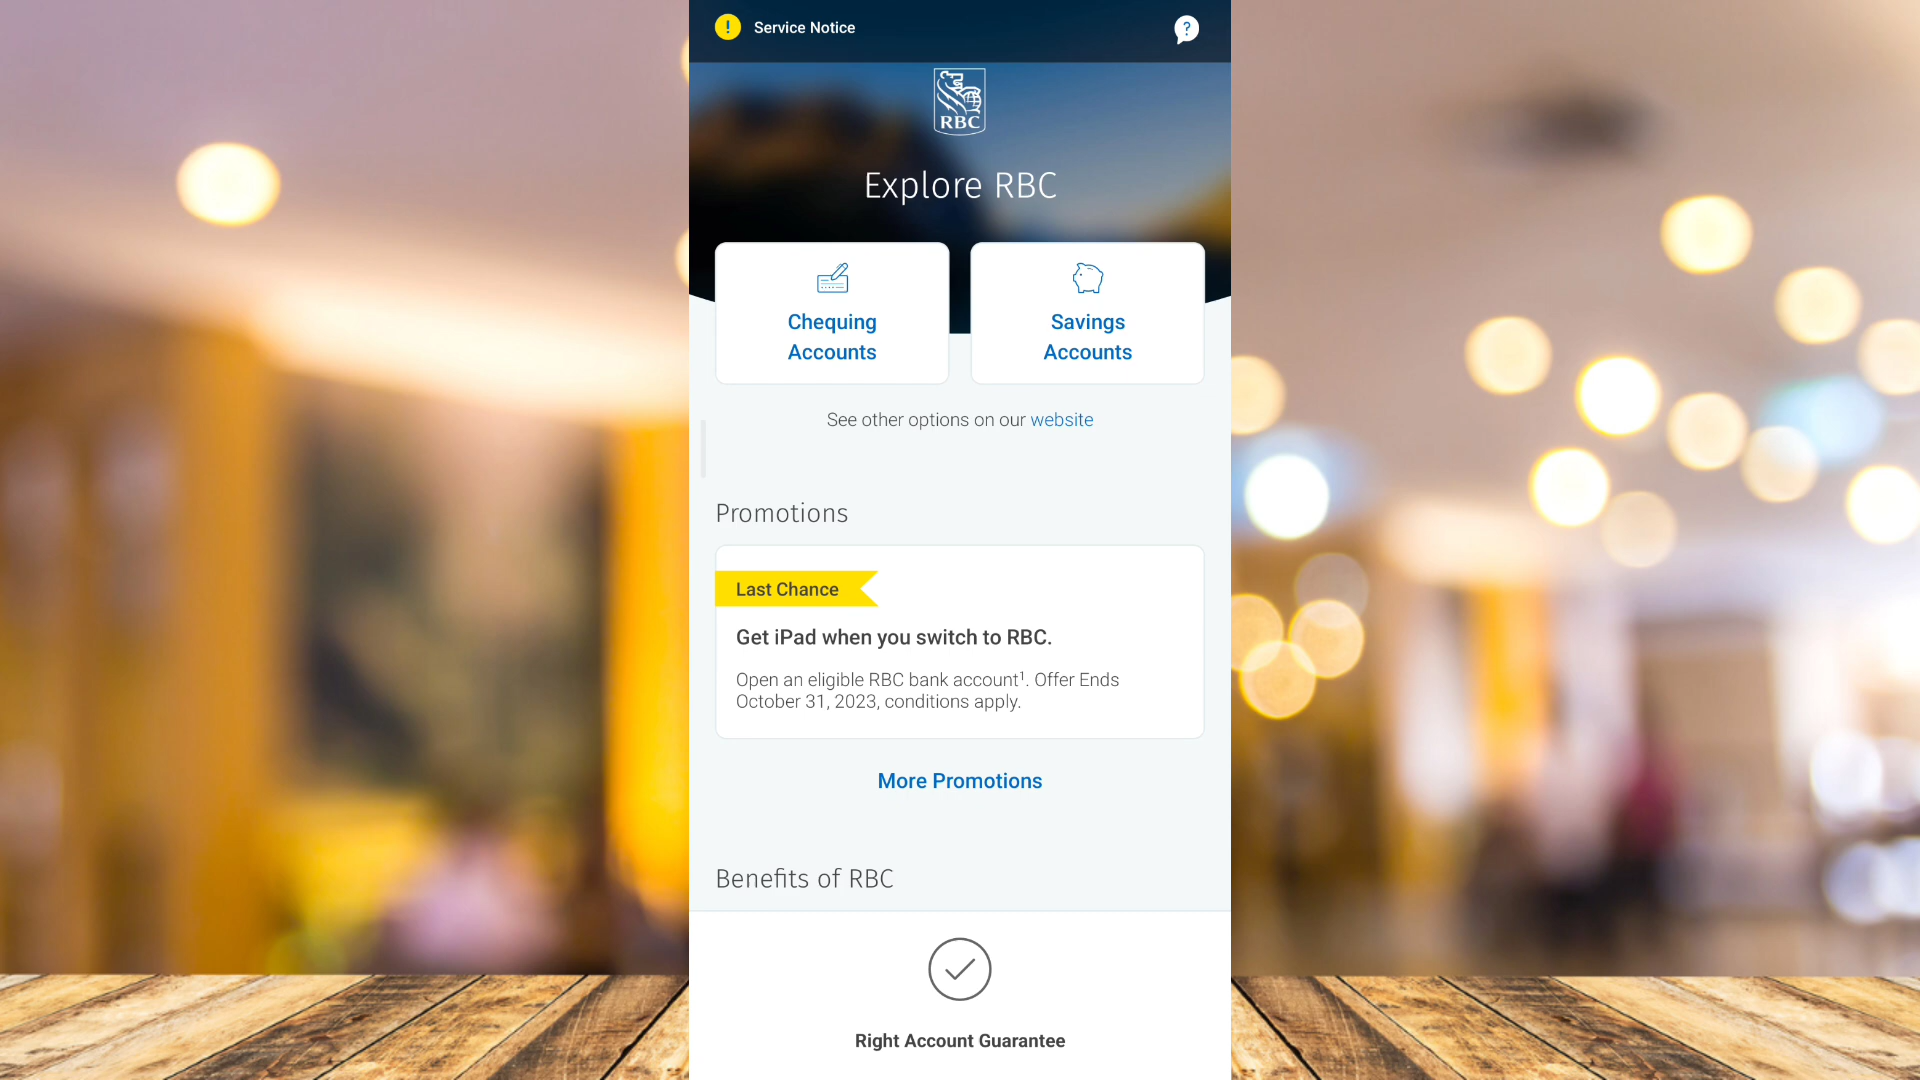 Service Notice
RBC
Explore RBC
Chequing
Accounts
Savings
Accounts
See other options on our website
Promotions
Last Chance
Get iPad when you switch to RBC.
Open an eligible RBC bank account¹. Offer Ends
October 31, 2023, conditions apply.
More Promotions
Benefits of RBC
Right Account Guarantee